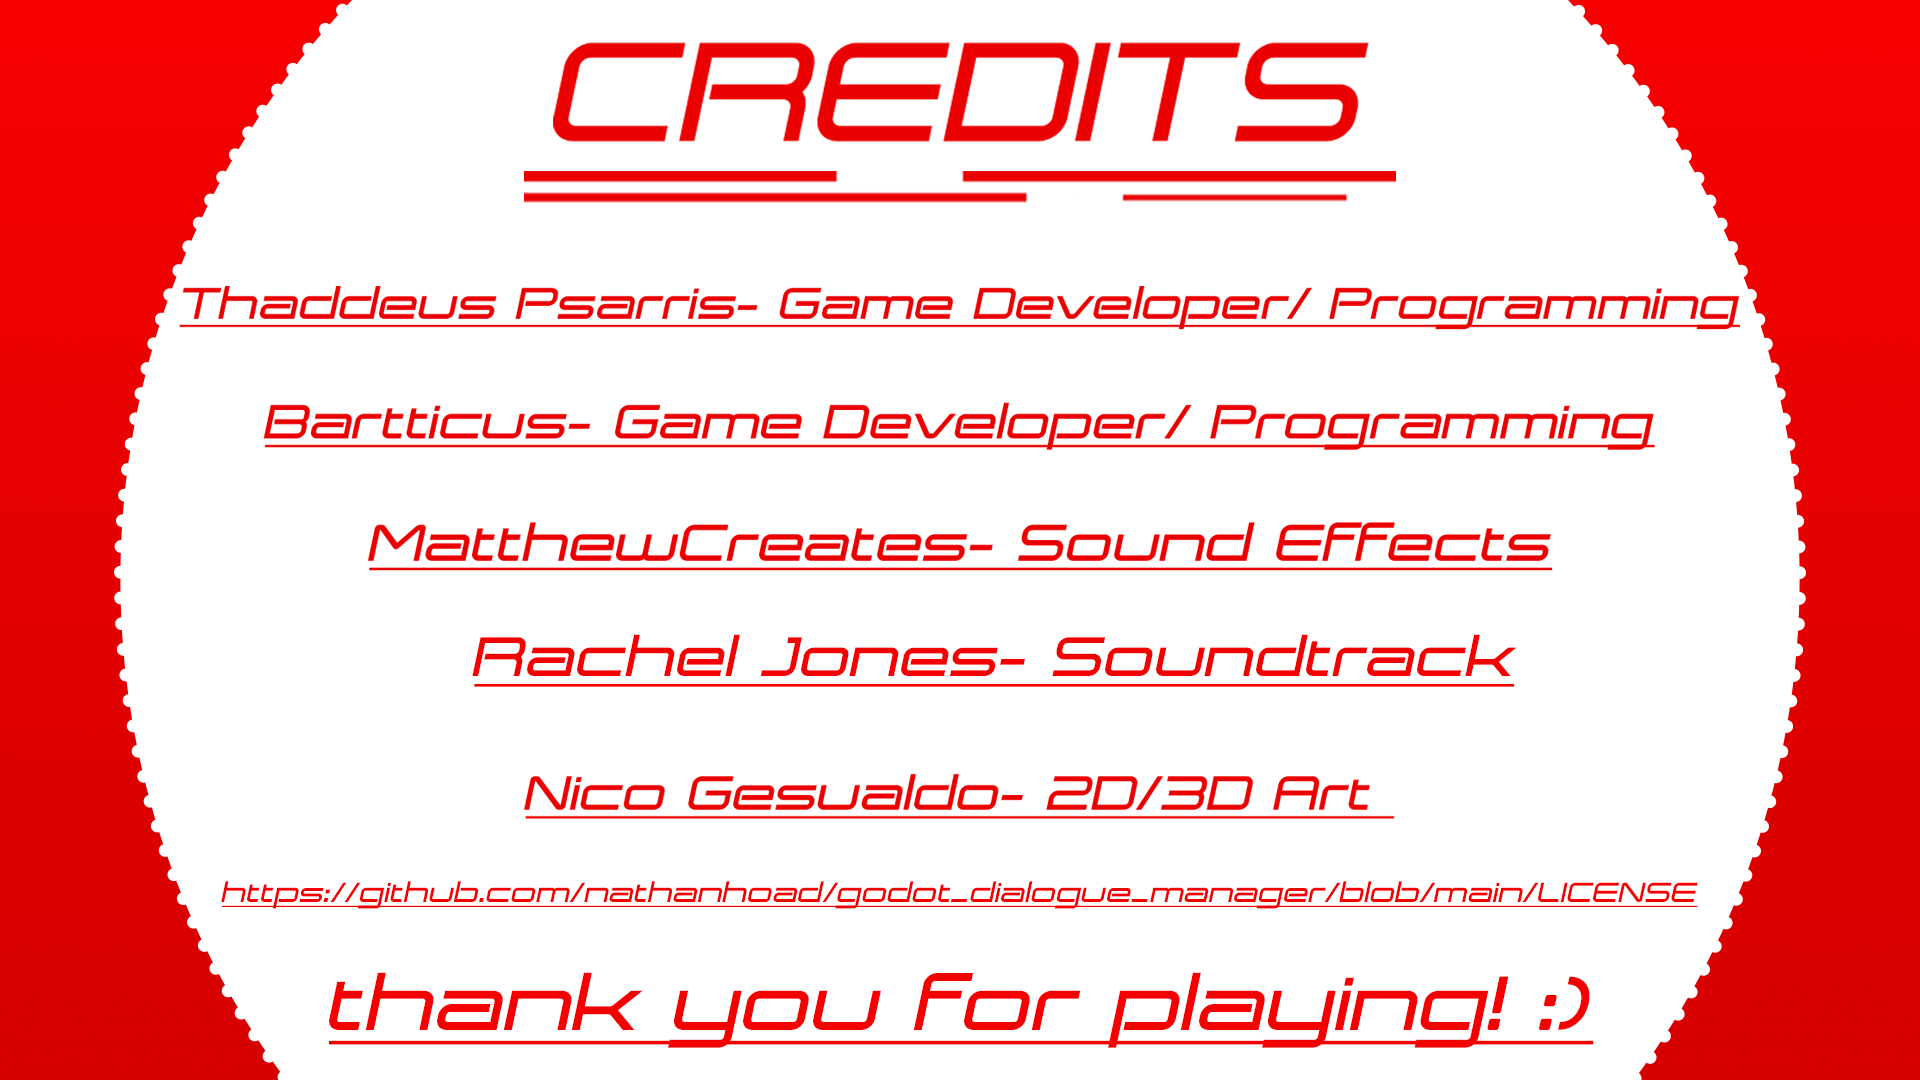 CREDITS
Thaddeus Psarris- Game Developer/ Programming
Bartticus- Game Developer/ Programming
MatthewCreates- Sound Effects
Rachel Jones- Soundtrack
Nico Gesualdo- 2D/3D Art
https://github.com/nathanhoad/godot_dialogue_manager/blob/main/LICENSE
thank you for playing! :)